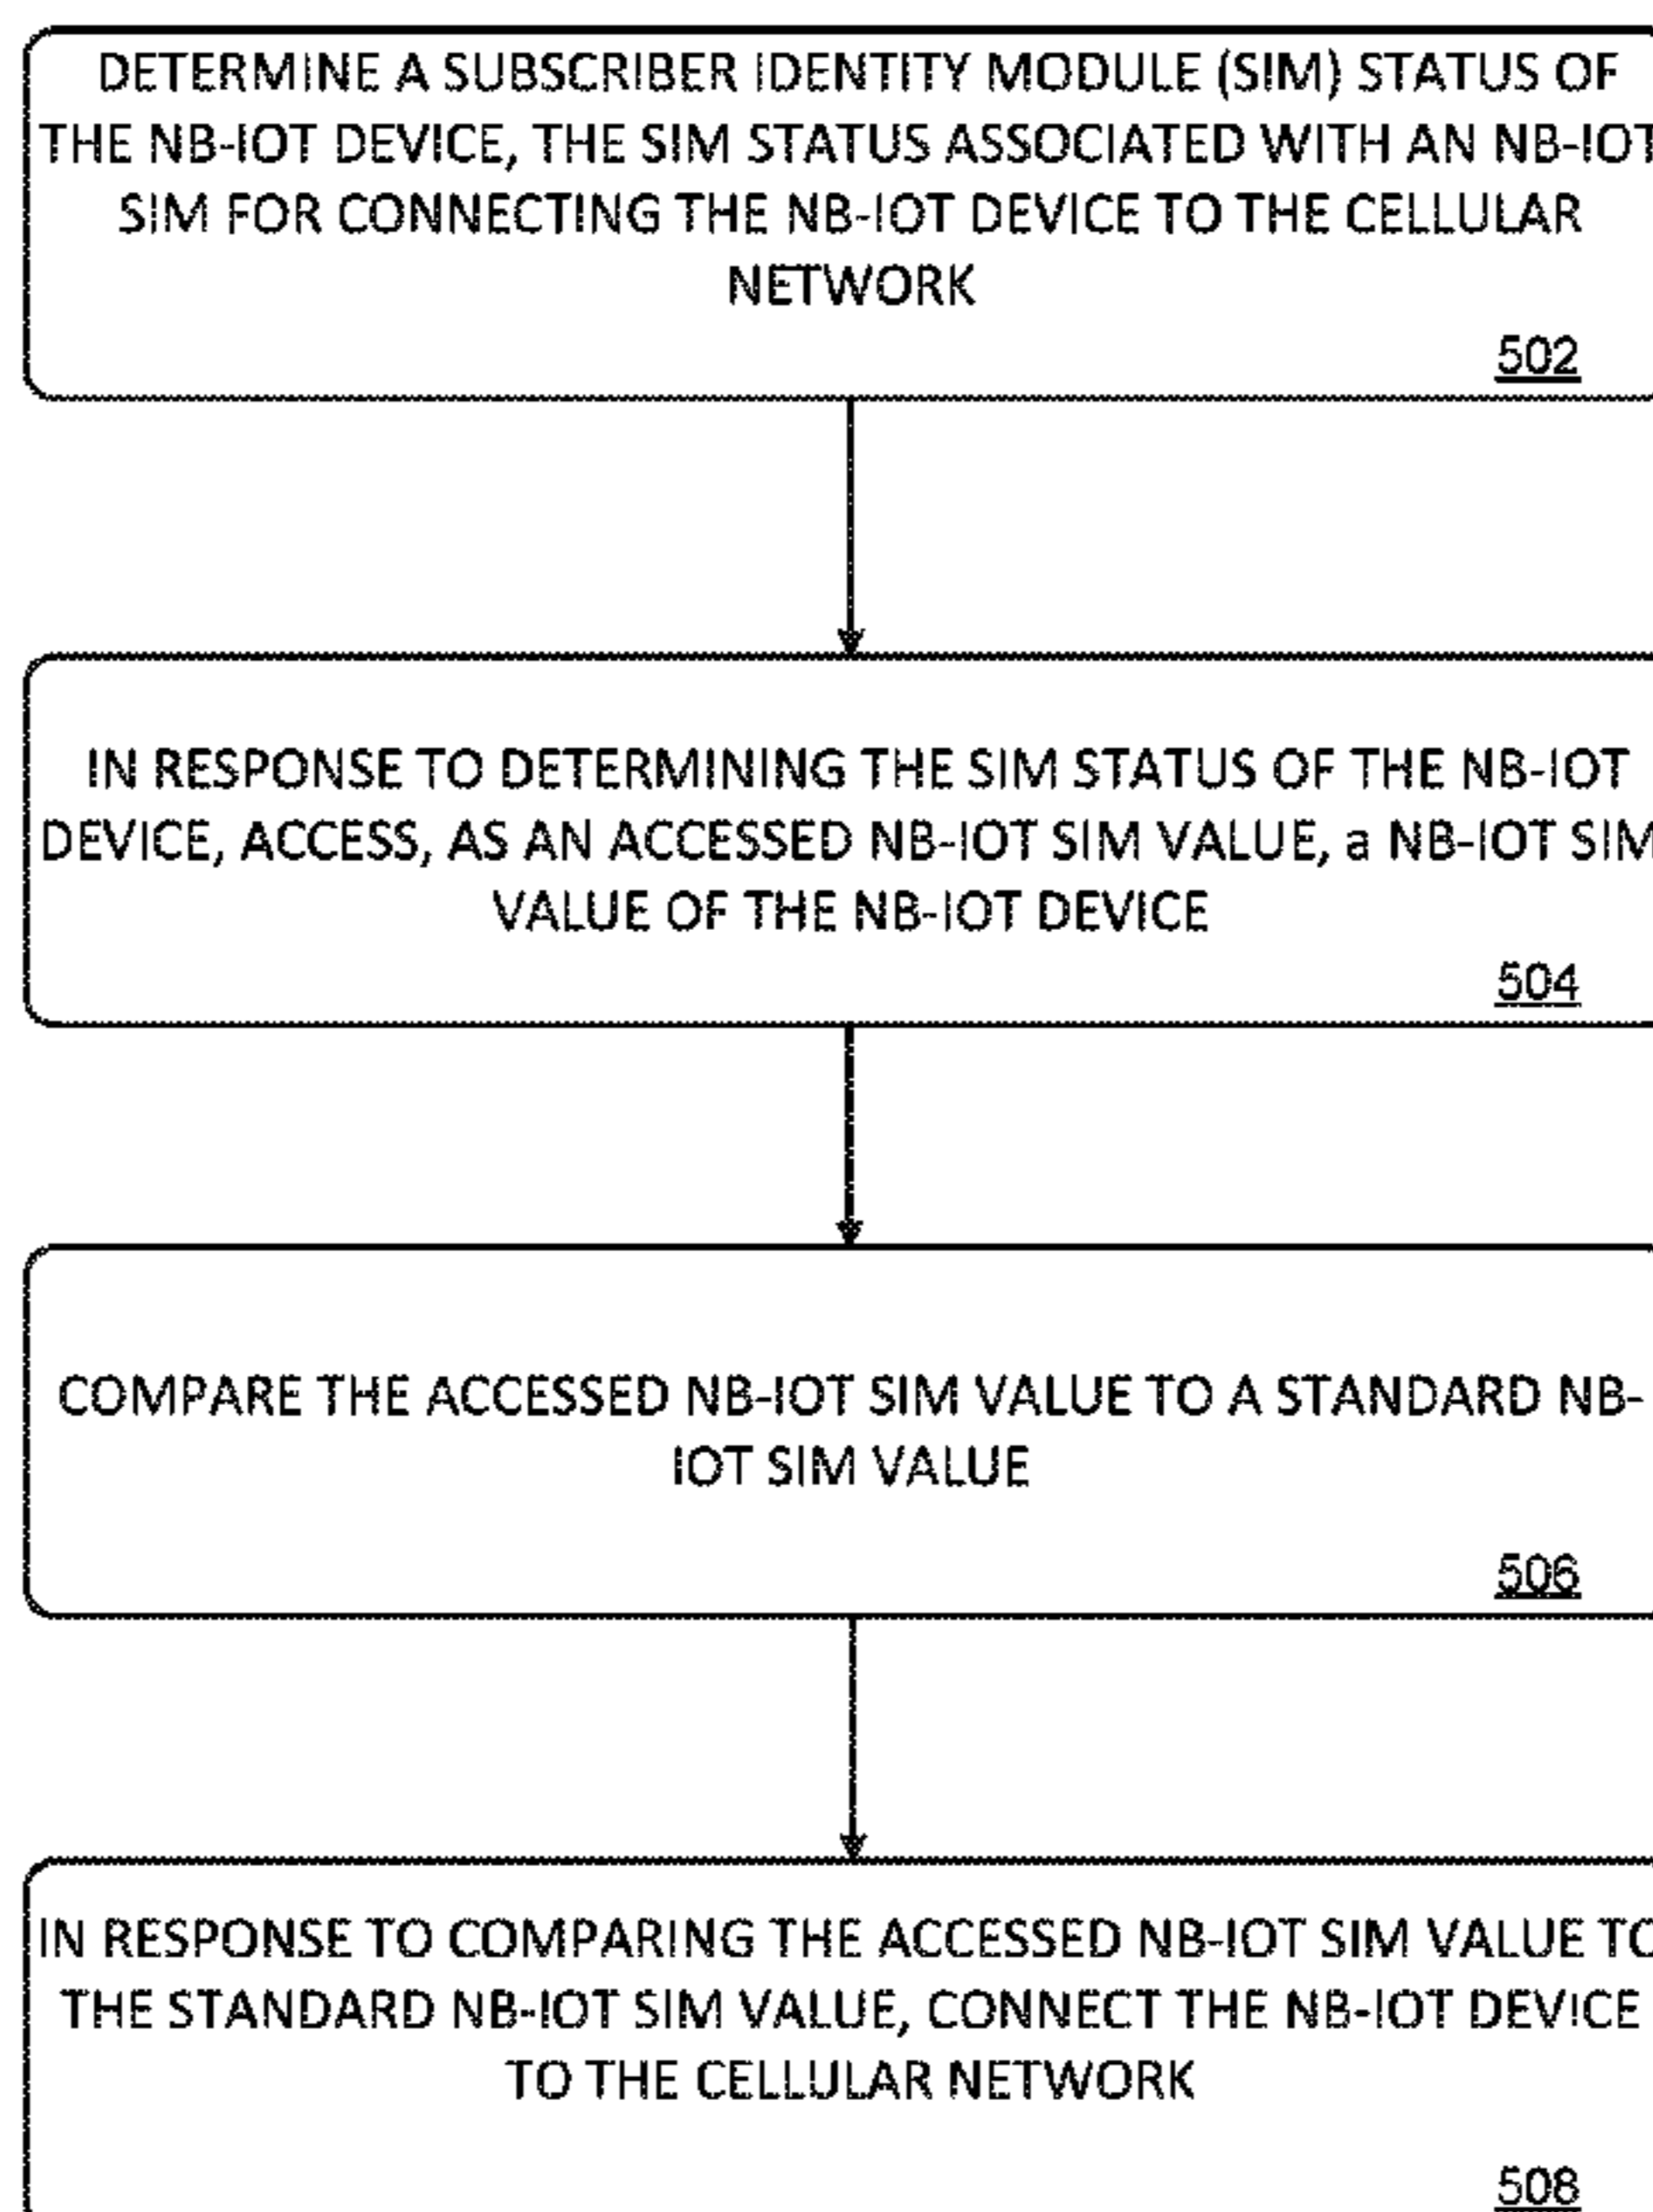 DETERMINE A SUBSCRIBER IDENTITY MODULE (SIM) STATUS OF
THE NB-IOT DEVICE, THE SIM STATUS ASSOCIATED WITH AN NB-IOT
SIM FOR CONNECTING THE NB-IOT DEVICE TO THE CELLULAR
NETWORK
502
IN RESPONSE TO DETERMINING THE SIM STATUS OF THE NB-IOT
DEVICE, ACCESS, AS AN ACCESSED NB-IOT SIM VALUE, a NB-IOT SIM
VALUE OF THE NB-IOT DEVICE
504
COMPARE THE ACCESSED NB-IOT SIM VALUE TO A STANDARD NB-
IOT SIM VALUE
506
IN RESPONSE TO COMPARING THE ACCESSED NB-IOT SIM VALUE TO
THE STANDARD NB-IOT SIM VALUE, CONNECT THE NB-IOT DEVICE
TO THE CELLULAR NETWORK
508